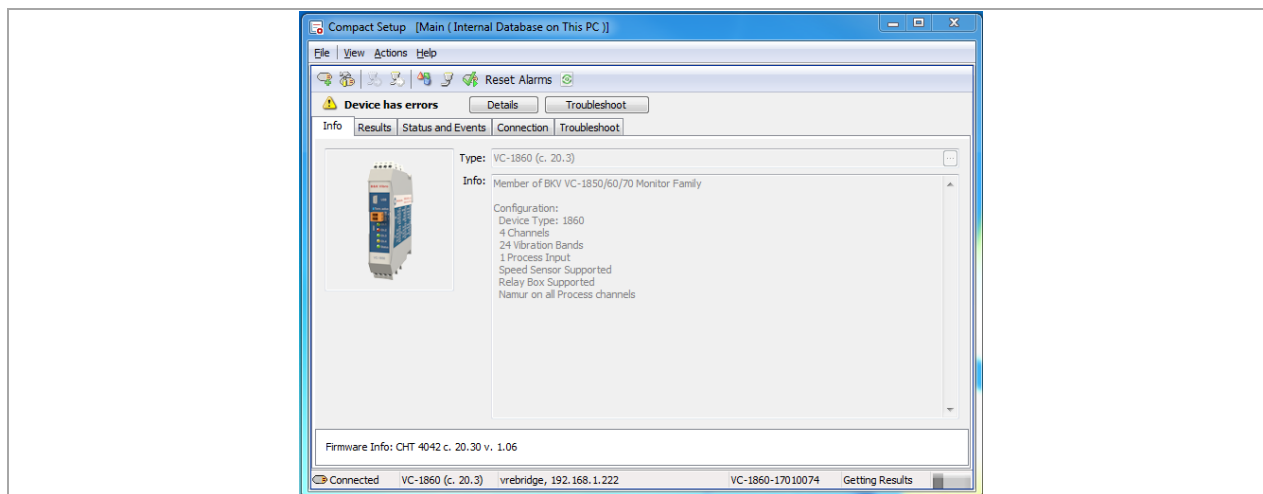 Compact Setup [Main ( Internal Database on This PC )]
File View Actions Help
Reset Alarms
Device has errors Details Troubleshoot
Info Results Status and Events Connection Troubleshoot
Type: VC-1860 (c. 20.3) ...
Info: Member of BKV VC-1850/60/70 Monitor Family
Configuration:
Device Type: 1860
4 Channels
24 Vibration Bands
1 Process Input
Speed Sensor Supported
Relay Box Supported
Namur on all Process channels
Firmware Info: CHT 4042 c. 20.30 v. 1.06
Connected VC-1860 (c. 20.3) vrebridge, 192.168.1.222 VC-1860-17010074 Getting Results